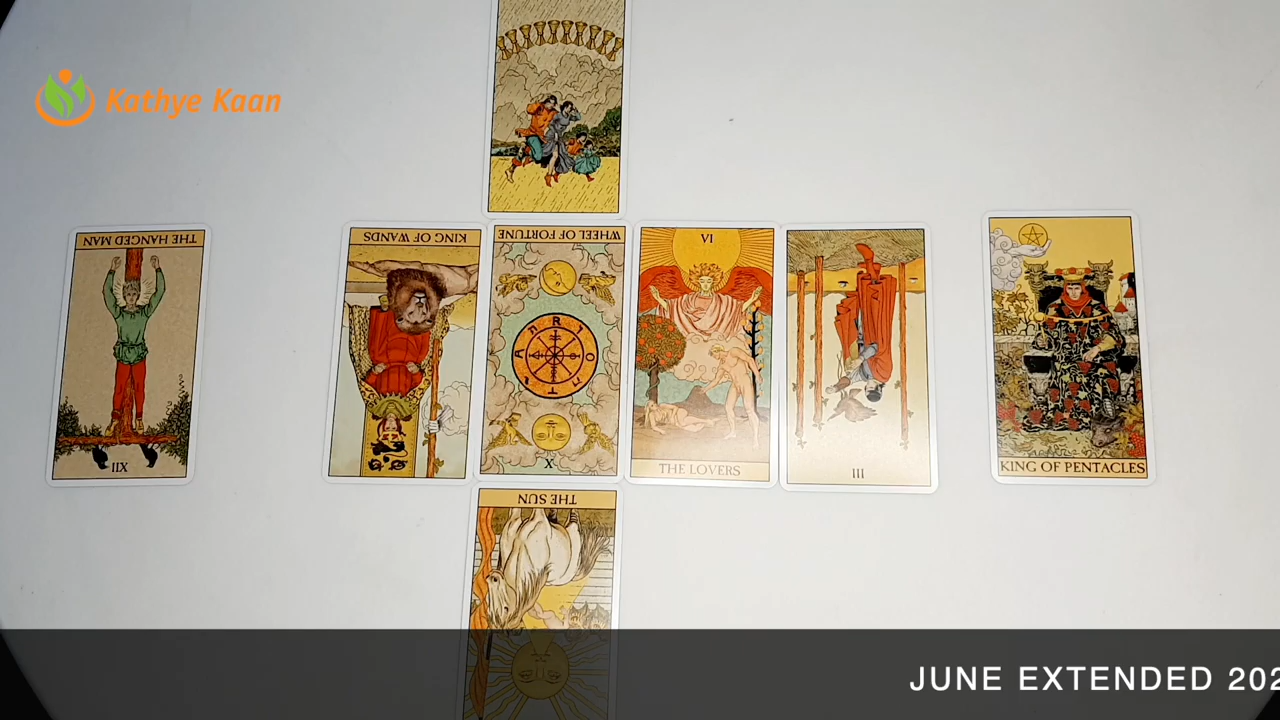 Kathye Kaan
THE HANGED MAN
XII
KING OF WANDS
WHEEL OF FORTUNE
X
VI
THE LOVERS
III
KING OF PENTACLES
THE SUN
JUNE EXTENDED 202